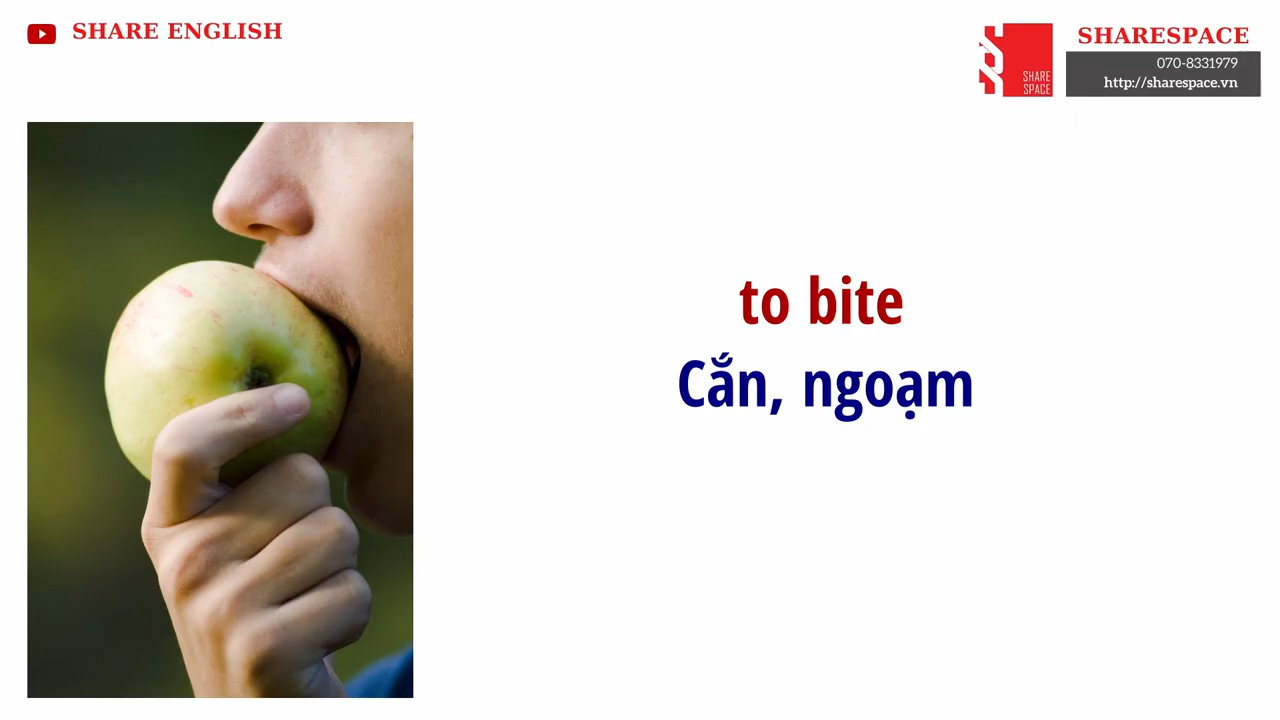 SHARE ENGLISH
SHARE
SPACE
SHARESPACE
070-8331979
http://sharespace.vn
to bite
Cắn, ngoạm